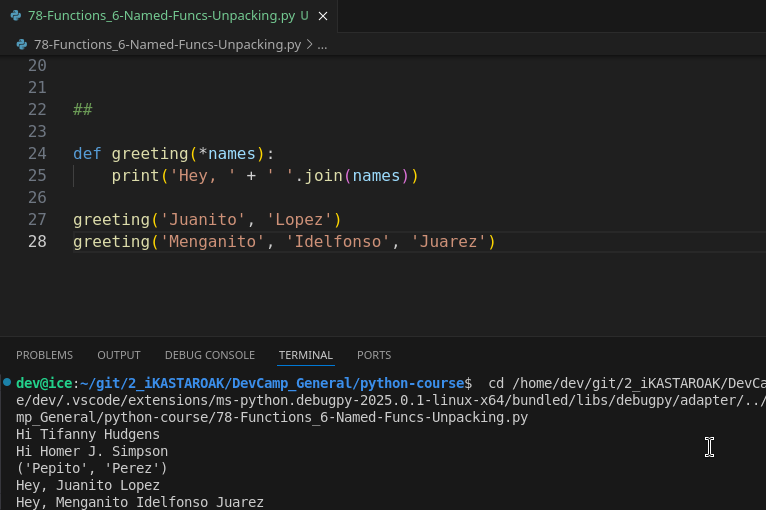 78-Functions_6-Named-Funcs-Unpacking.py U ×
78-Functions_6-Named-Funcs-Unpacking.py > ...
20
21
22 ##
23
24 def greeting(*names):
25     print('Hey, ' + ' '.join(names))
26
27 greeting('Juanito', 'Lopez')
28 greeting('Menganito', 'Idelfonso', 'Juarez')
PROBLEMS OUTPUT DEBUG CONSOLE TERMINAL PORTS
dev@ice:~/git/2_iKASTAROAK/DevCamp_General/python-course$  cd /home/dev/git/2_iKASTAROAK/DevCa
e/dev/.vscode/extensions/ms-python.debugpy-2025.0.1-linux-x64/bundled/libs/debugpy/adapter/../
mp_General/python-course/78-Functions_6-Named-Funcs-Unpacking.py
Hi Tifanny Hudgens
Hi Homer J. Simpson
('Pepito', 'Perez')
Hey, Juanito Lopez
Hey, Menganito Idelfonso Juarez